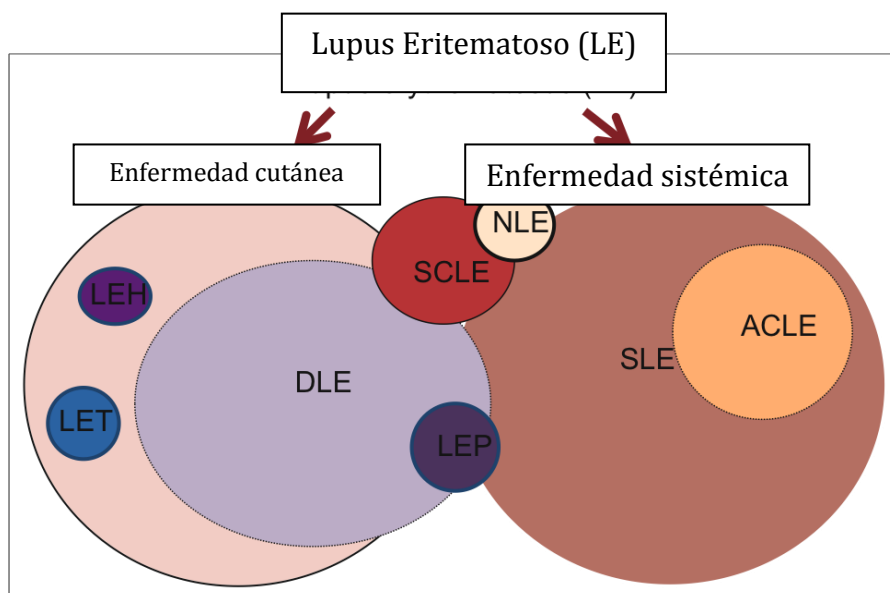 Lupus Eritematoso (LE)
Enfermedad cutánea
Enfermedad sistémica
NLE
SCLE
LEH
ACLE
SLE
DLE
LET
LEP